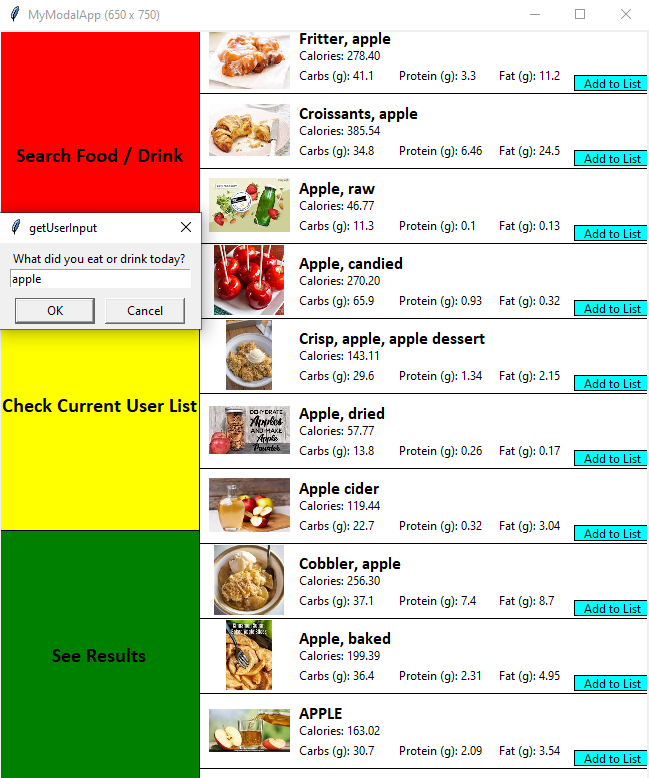 MyModalApp (650 x 750)
Search Food / Drink
getUserInput
What did you eat or drink today?
apple
OK
Cancel
Check Current User List
See Results
Fritter, apple
Calories: 278.40
Carbs (g): 41.1 Protein (g): 3.3 Fat (g): 11.2
Add to List
Croissants, apple
Calories: 385.54
Carbs (g): 34.8 Protein (g): 6.46 Fat (g): 24.5
Add to List
Apple, raw
Calories: 46.77
Carbs (g): 11.3 Protein (g): 0.1 Fat (g): 0.13
Add to List
Apple, candied
Calories: 270.20
Carbs (g): 65.9 Protein (g): 0.93 Fat (g): 0.32
Add to List
Crisp, apple, apple dessert
Calories: 143.11
Carbs (g): 29.6 Protein (g): 1.34 Fat (g): 2.15
Add to List
DEHYDRATE
Apples
AND MAKE
Apple
Powder
Apple, dried
Calories: 57.77
Carbs (g): 13.8 Protein (g): 0.26 Fat (g): 0.17
Add to List
Apple cider
Calories: 119.44
Carbs (g): 22.7 Protein (g): 0.32 Fat (g): 3.04
Add to List
Cobbler, apple
Calories: 256.30
Carbs (g): 37.1 Protein (g): 7.4 Fat (g): 8.7
Add to List
Baked Apple Slices
Apple, baked
Calories: 199.39
Carbs (g): 36.4 Protein (g): 2.31 Fat (g): 4.95
Add to List
APPLE
Calories: 163.02
Carbs (g): 30.7 Protein (g): 2.09 Fat (g): 3.54
Add to List